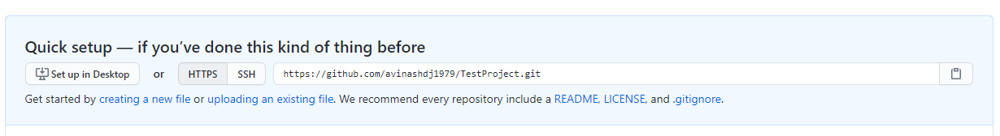 Quick setup — if you’ve done this kind of thing before
Set up in Desktop or HTTPS SSH https://github.com/avinashdj1979/TestProject.git
Get started by creating a new file or uploading an existing file. We recommend every repository include a README, LICENSE, and .gitignore.